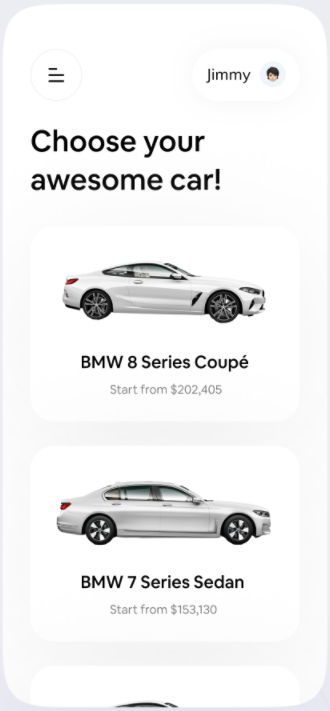 Jimmy
Choose your
awesome car!
BMW 8 Series Coupé
Start from $202,405
BMW 7 Series Sedan
Start from $153,130